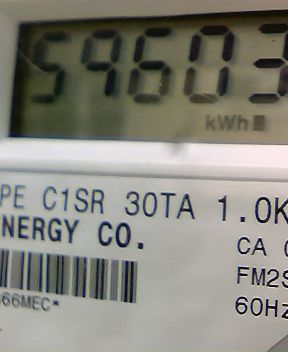 59603
kWh
PE C1SR 30TA 1.0K
NERGY CO.
CA
FM2S
66MEC*
60Hz